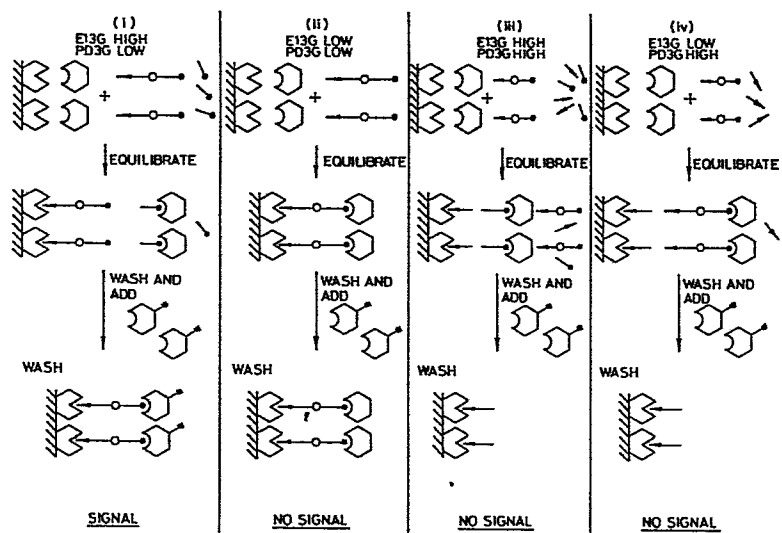 (i)
E13G HIGH
PD3G LOW
+
EQUILIBRATE
WASH AND
ADD
WASH
SIGNAL
(ii)
E13G LOW
PD3G LOW
+
EQUILIBRATE
WASH AND
ADD
WASH
NO SIGNAL
(iii)
E13G HIGH
PD3G HIGH
+
EQUILIBRATE
WASH AND
ADD
WASH
NO SIGNAL
(iv)
E13G LOW
PD3G HIGH
+
EQUILIBRATE
WASH AND
ADD
WASH
NO SIGNAL